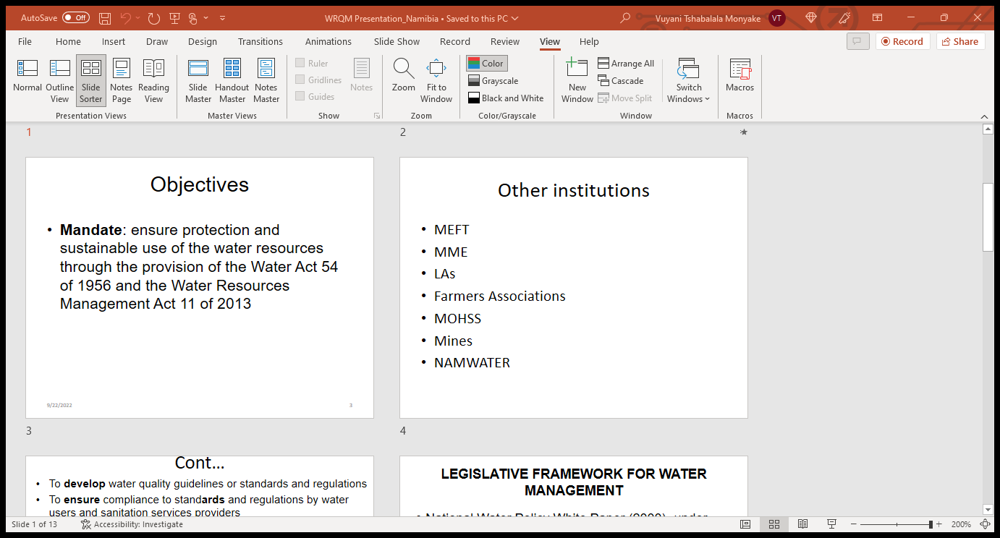 AutoSave Off WRQM Presentation_Namibia • Saved to this PC Vuyani Tshabalala Monyake VT
File Home Insert Draw Design Transitions Animations Slide Show Record Review View Help Record Share
Normal Outline View Slide Sorter Notes Page Reading View
Presentation Views
Slide Master Handout Master Notes Master
Master Views
Ruler
Gridlines
Guides
Notes
Show
Zoom Fit to Window
Zoom
Color
Grayscale
Black and White
Color/Grayscale
New Window
Arrange All
Cascade
Move Split
Switch Windows
Window
Macros
Macros
1
2
Objectives
• Mandate: ensure protection and
sustainable use of the water resources
through the provision of the Water Act 54
of 1956 and the Water Resources
Management Act 11 of 2013
9/22/2022 3
3
Other institutions
• MEFT
• MME
• LAs
• Farmers Associations
• MOHSS
• Mines
• NAMWATER
4
Cont...
• To develop water quality guidelines or standards and regulations
• To ensure compliance to standards and regulations by water
users and sanitation services providers
LEGISLATIVE FRAMEWORK FOR WATER
MANAGEMENT
• National Water Policy White Paper (2000), under
Slide 1 of 13 Accessibility: Investigate 200%